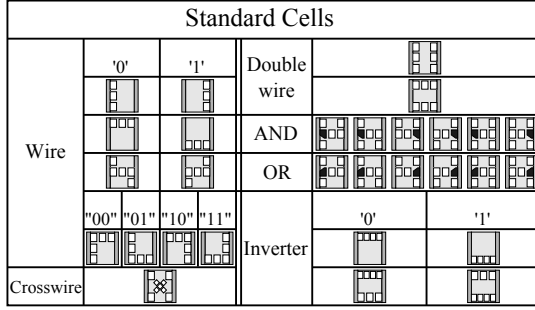 Standard Cells
Wire
'0'
'1'
"00"
"01"
"10"
"11"
Crosswire
Double
wire
AND
OR
Inverter
'0'
'1'